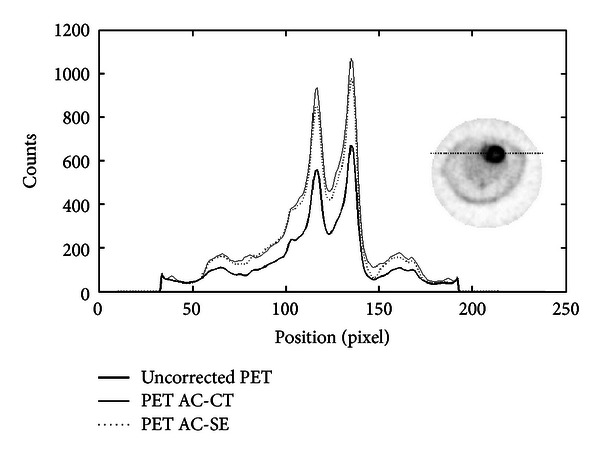 1200
1000
800
600
400
200
0
Counts
0 50 100 150 200 250
Position (pixel)
Uncorrected PET
PET AC-CT
PET AC-SE